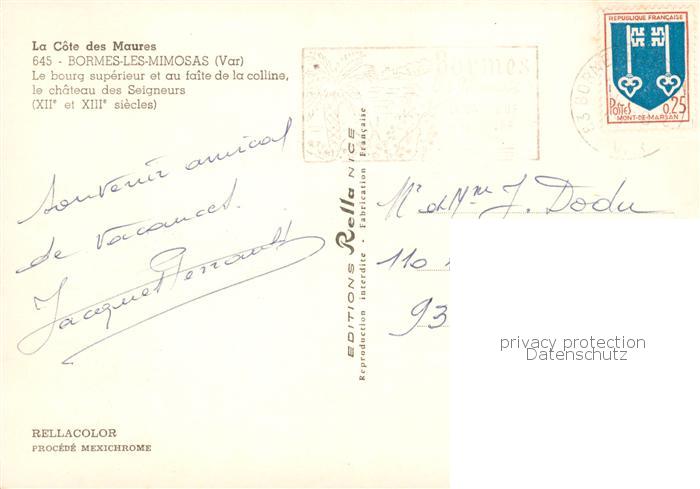 La Côte des Maures
645 - BORMES-LES-MIMOSAS (Var)
Le bourg supérieur et au faîte de la colline,
le château des Seigneurs
(XIIe et XIIIe siècles)
Souvenir amical
de vacances.
Jacques Perrault
RELLACOLOR
PROCÉDÉ MEXICHROME
EDITIONS Rella NICE
Reproduction interdite - Fabrication Française
Bormes
83 BORMES
REPUBLIQUE FRANÇAISE
Postes 0,25
MONT-DE-MARSAN
Mr et Mme J. Dodu
110
93
privacy protection
Datenschutz